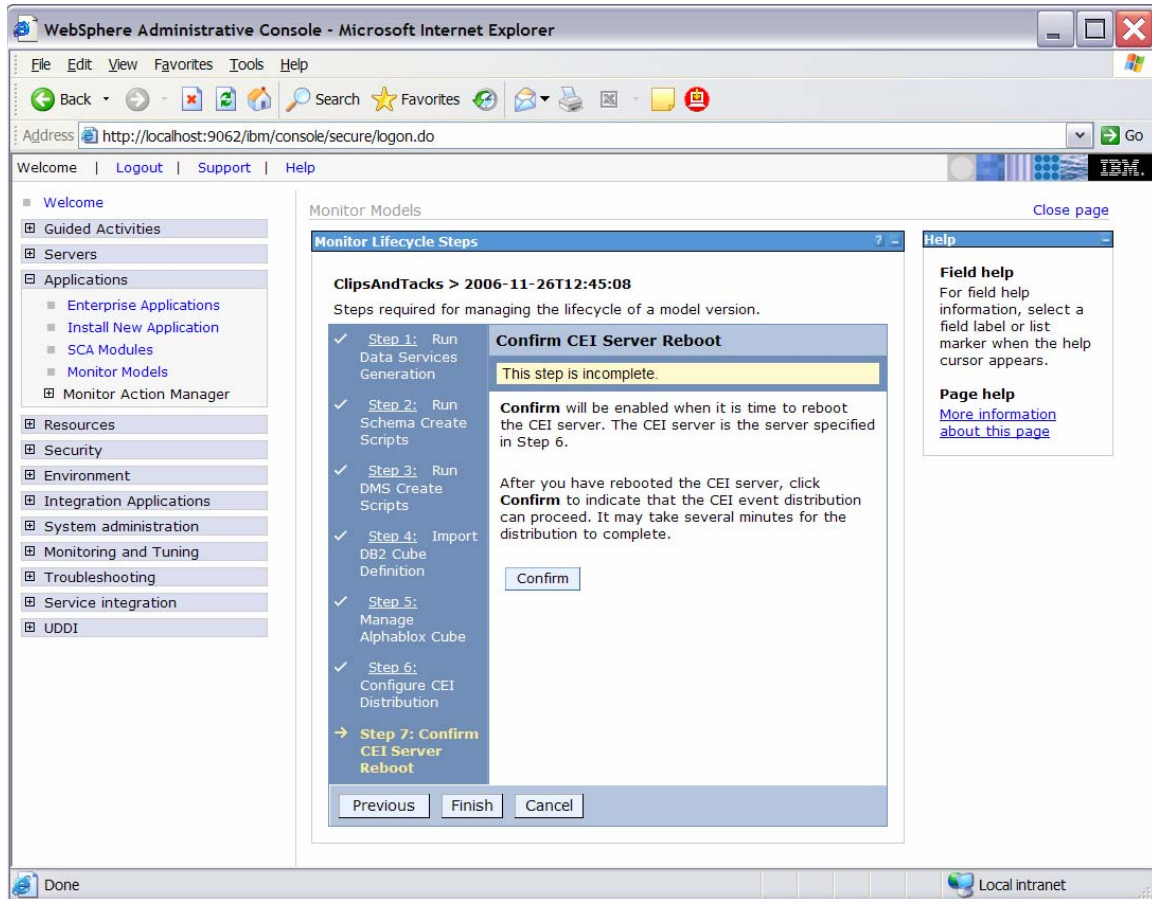 WebSphere Administrative Console - Microsoft Internet Explorer
File Edit View Favorites Tools Help
Back Search Favorites
Address http://localhost:9062/ibm/console/secure/logon.do Go
Welcome | Logout | Support | Help IBM.
Welcome
Guided Activities
Servers
Applications
Enterprise Applications
Install New Application
SCA Modules
Monitor Models
Monitor Action Manager
Resources
Security
Environment
Integration Applications
System administration
Monitoring and Tuning
Troubleshooting
Service integration
UDDI
Monitor Models Close page
Monitor Lifecycle Steps ? -
ClipsAndTacks > 2006-11-26T12:45:08
Steps required for managing the lifecycle of a model version.
Step 1: Run
Data Services
Generation
Step 2: Run
Schema Create
Scripts
Step 3: Run
DMS Create
Scripts
Step 4: Import
DB2 Cube
Definition
Step 5:
Manage
Alphablox Cube
Step 6:
Configure CEI
Distribution
Step 7: Confirm
CEI Server
Reboot
Confirm CEI Server Reboot
This step is incomplete.
Confirm will be enabled when it is time to reboot
the CEI server. The CEI server is the server specified
in Step 6.
After you have rebooted the CEI server, click
Confirm to indicate that the CEI event distribution
can proceed. It may take several minutes for the
distribution to complete.
Confirm
Previous Finish Cancel
Help -
Field help
For field help
information, select a
field label or list
marker when the help
cursor appears.
Page help
More information
about this page
Done Local intranet